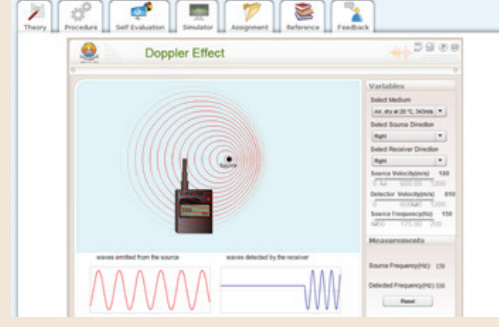 Theory Procedure Self Evaluation Simulator Assignment Reference Feedback
Doppler Effect
Variables
Select Medium
Air, dry at 20 °C, 343m/s
Select Source Direction
Right
Select Receiver Direction
Right
Source Velocity(m/s)
Detector Velocity(m/s)
Source Frequency(Hz) 150
Source
Measurements
Source Frequency(Hz): 150
Detected Frequency(Hz):
Reset
waves emitted from the source
waves detected by the receiver